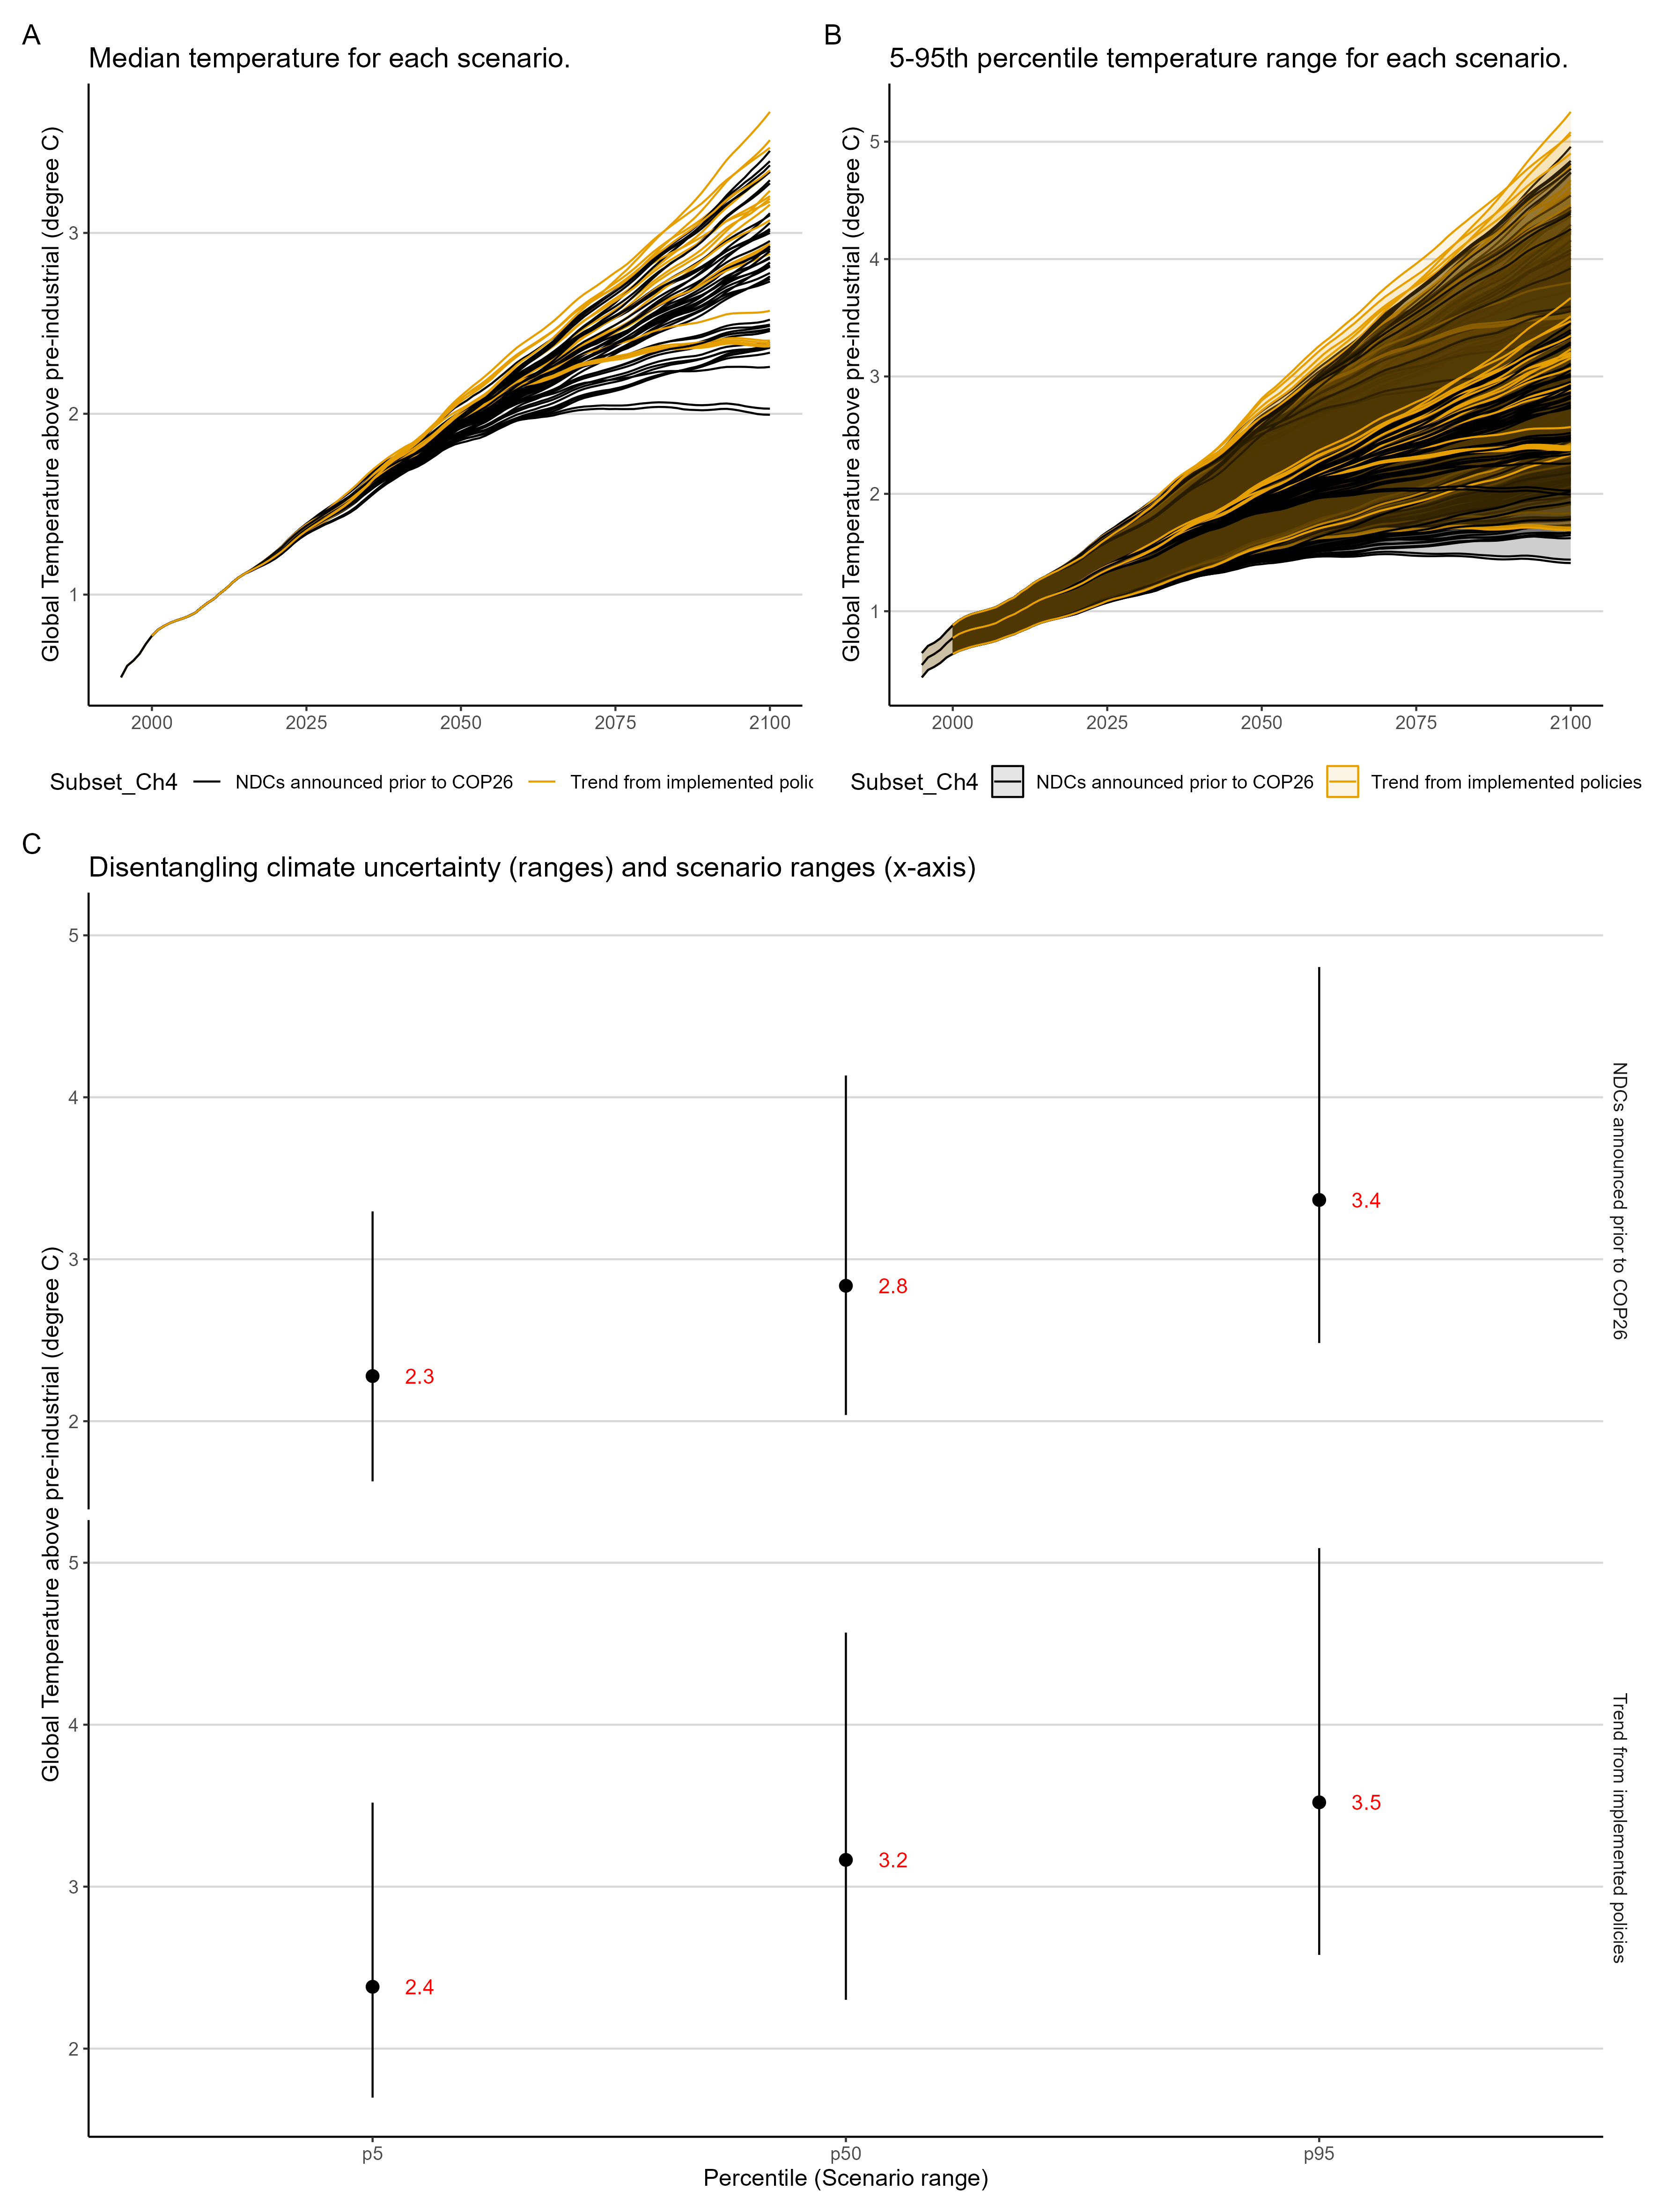 A
Median temperature for each scenario.
Global Temperature above pre-industrial (degree C)
3
2
1
2000 2025 2050 2075 2100
Subset_Ch4 NDCs announced prior to COP26 Trend from implemented polic
B
5-95th percentile temperature range for each scenario.
Global Temperature above pre-industrial (degree C)
5
4
3
2
1
2000 2025 2050 2075 2100
Subset_Ch4 NDCs announced prior to COP26 Trend from implemented policies
C
Disentangling climate uncertainty (ranges) and scenario ranges (x-axis)
Global Temperature above pre-industrial (degree C)
5
4
3
2
2.3
2.8
3.4
NDCs announced prior to COP26
5
4
3
2
2.4
3.2
3.5
Trend from implemented policies
p5 p50 p95
Percentile (Scenario range)